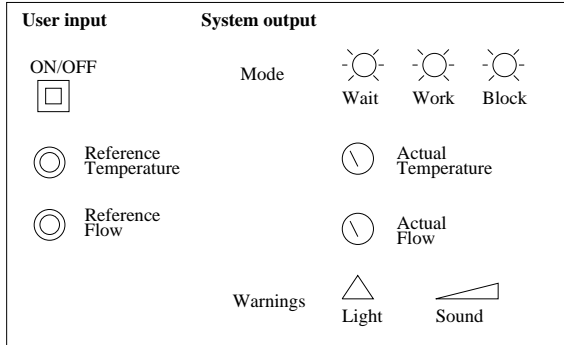 User input
System output
ON/OFF
Mode
Wait
Work
Block
Reference
Temperature
Actual
Temperature
Reference
Flow
Actual
Flow
Warnings
Light
Sound